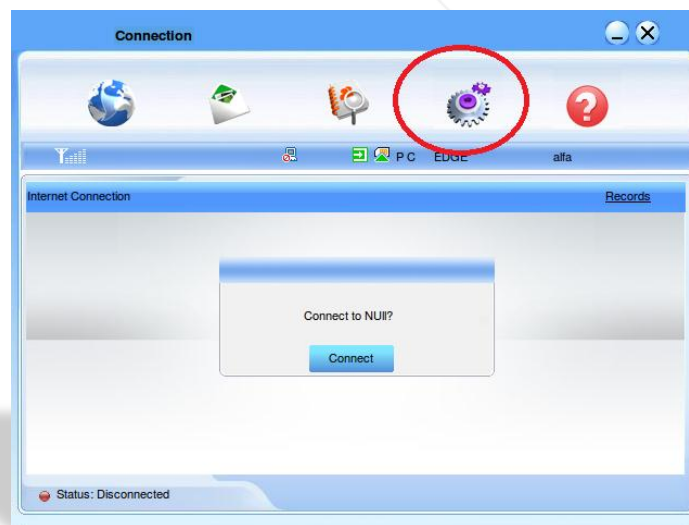 Connection
P C EDGE alfa
Internet Connection Records
Connect to NUll?
Connect
Status: Disconnected